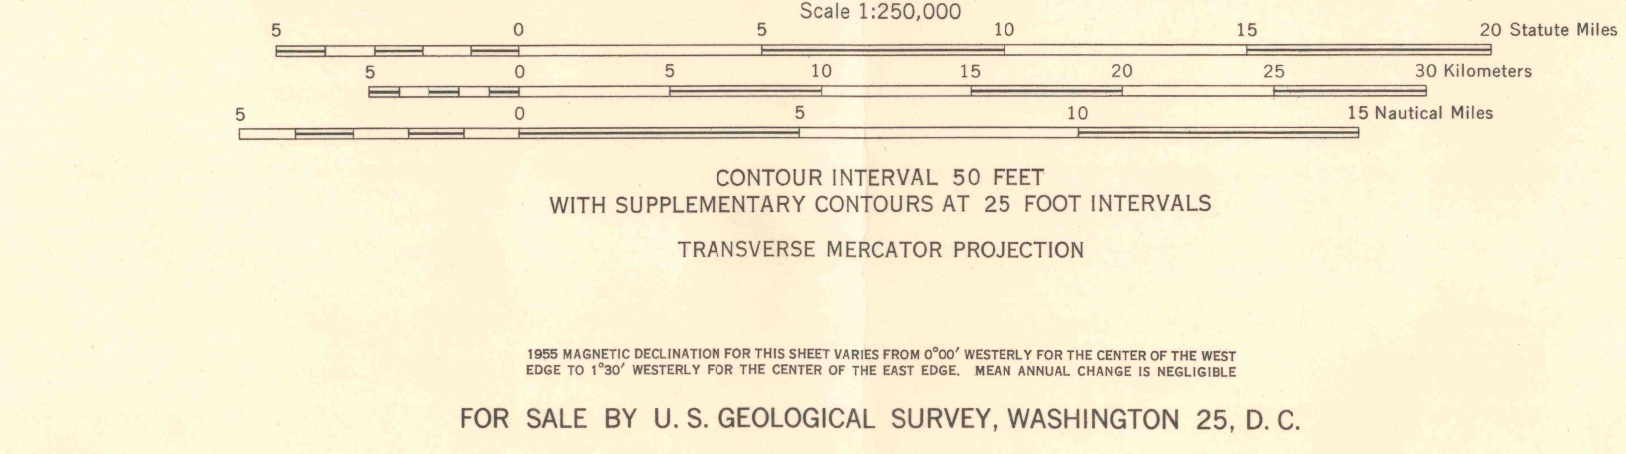 Scale 1:250,000
5 0 5 10 15 20 Statute Miles
5 0 5 10 15 20 25 30 Kilometers
5 0 5 10 15 Nautical Miles
CONTOUR INTERVAL 50 FEET
WITH SUPPLEMENTARY CONTOURS AT 25 FOOT INTERVALS
TRANSVERSE MERCATOR PROJECTION
1955 MAGNETIC DECLINATION FOR THIS SHEET VARIES FROM 0°00′ WESTERLY FOR THE CENTER OF THE WEST
EDGE TO 1°30′ WESTERLY FOR THE CENTER OF THE EAST EDGE. MEAN ANNUAL CHANGE IS NEGLIGIBLE
FOR SALE BY U. S. GEOLOGICAL SURVEY, WASHINGTON 25, D. C.